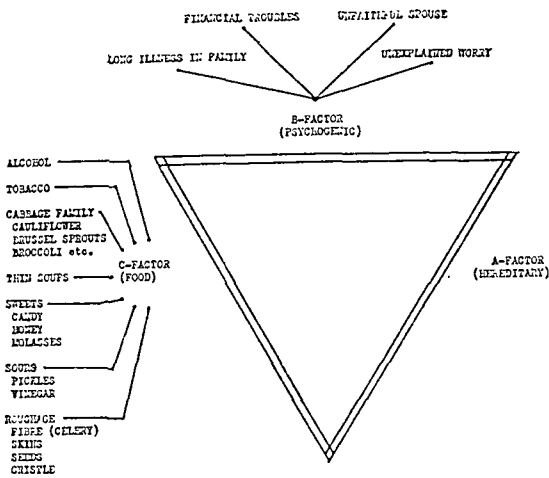 FINANCIAL TROUBLES
UNFAITHFUL SPOUSE
LONG ILLNESS IN FAMILY
UNEXPLAINED WORRY
B-FACTOR
(PSYCHOGENIC)
ALCOHOL
TOBACCO
CABBAGE FAMILY
CAULIFLOWER
BRUSSEL SPROUTS
BROCCOLI etc.
THIN SOUPS
C-FACTOR
(FOOD)
A-FACTOR
(HEREDITARY)
SWEETS
CANDY
HONEY
MOLASSES
SOURS
PICKLES
VINEGAR
ROUGHAGE
FIBRE (CELERY)
SKINS
SEEDS
GRISTLE